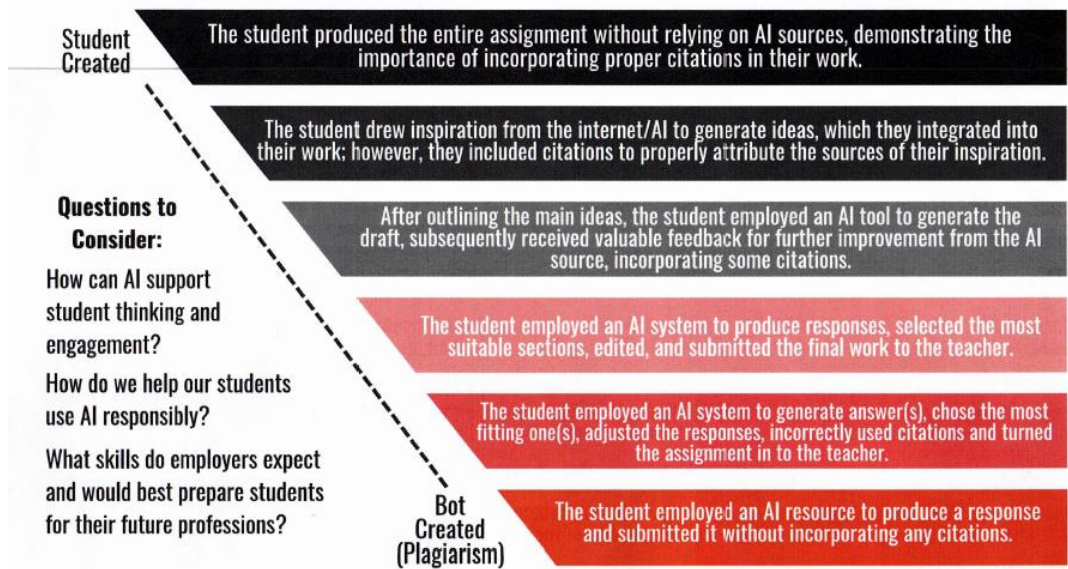 Student
Created
The student produced the entire assignment without relying on AI sources, demonstrating the
importance of incorporating proper citations in their work.
The student drew inspiration from the internet/AI to generate ideas, which they integrated into
their work; however, they included citations to properly attribute the sources of their inspiration.
After outlining the main ideas, the student employed an AI tool to generate the
draft, subsequently received valuable feedback for further improvement from the AI
source, incorporating some citations.
The student employed an AI system to produce responses, selected the most
suitable sections, edited, and submitted the final work to the teacher.
The student employed an AI system to generate answer(s), chose the most
fitting one(s), adjusted the responses, incorrectly used citations and turned
the assignment in to the teacher.
The student employed an AI resource to produce a response
and submitted it without incorporating any citations.
Bot
Created
(Plagiarism)
Questions to
Consider:
How can AI support
student thinking and
engagement?
How do we help our students
use AI responsibly?
What skills do employers expect
and would best prepare students
for their future professions?